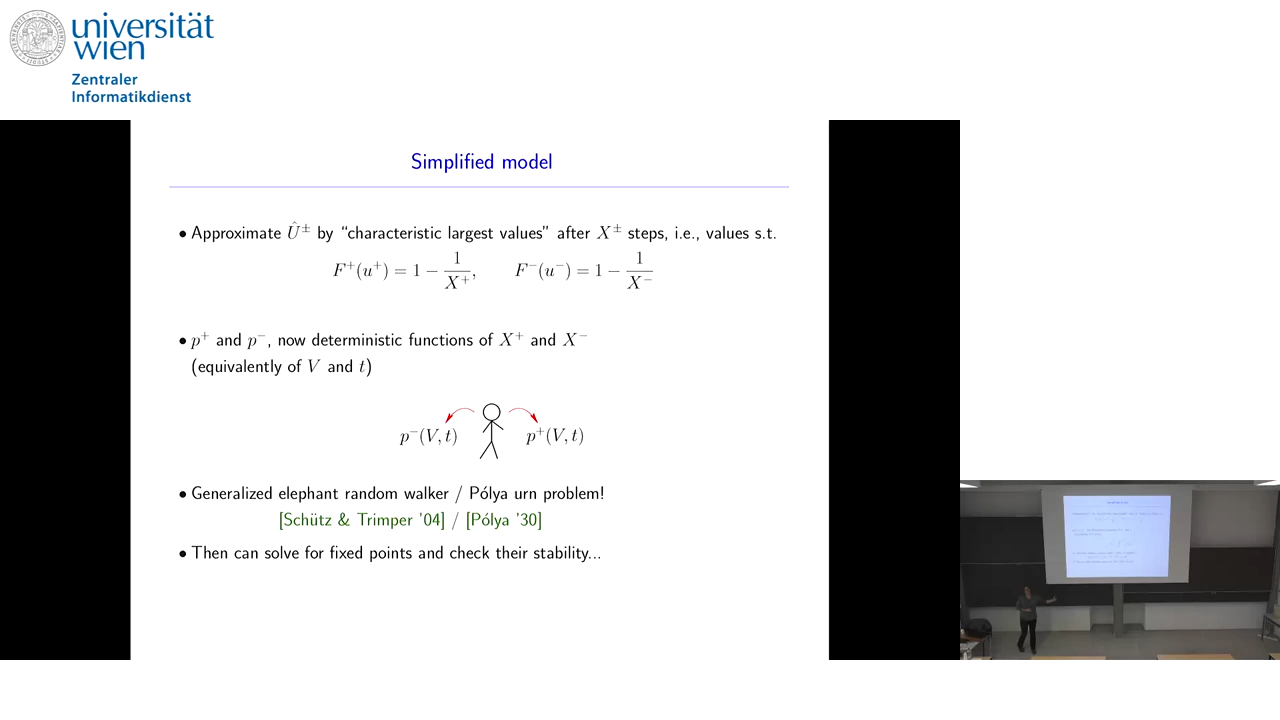 universität
wien
Zentraler
Informatikdienst
Simplified model
• Approximate Û± by “characteristic largest values” after X± steps, i.e., values s.t.
F⁺(u⁺) = 1 − 1/X⁺, F⁻(u⁻) = 1 − 1/X⁻
• p⁺ and p⁻, now deterministic functions of X⁺ and X⁻
(equivalently of V and t)
p⁻(V, t) p⁺(V, t)
• Generalized elephant random walker / Pólya urn problem!
[Schütz & Trimper ’04] / [Pólya ’30]
• Then can solve for fixed points and check their stability...